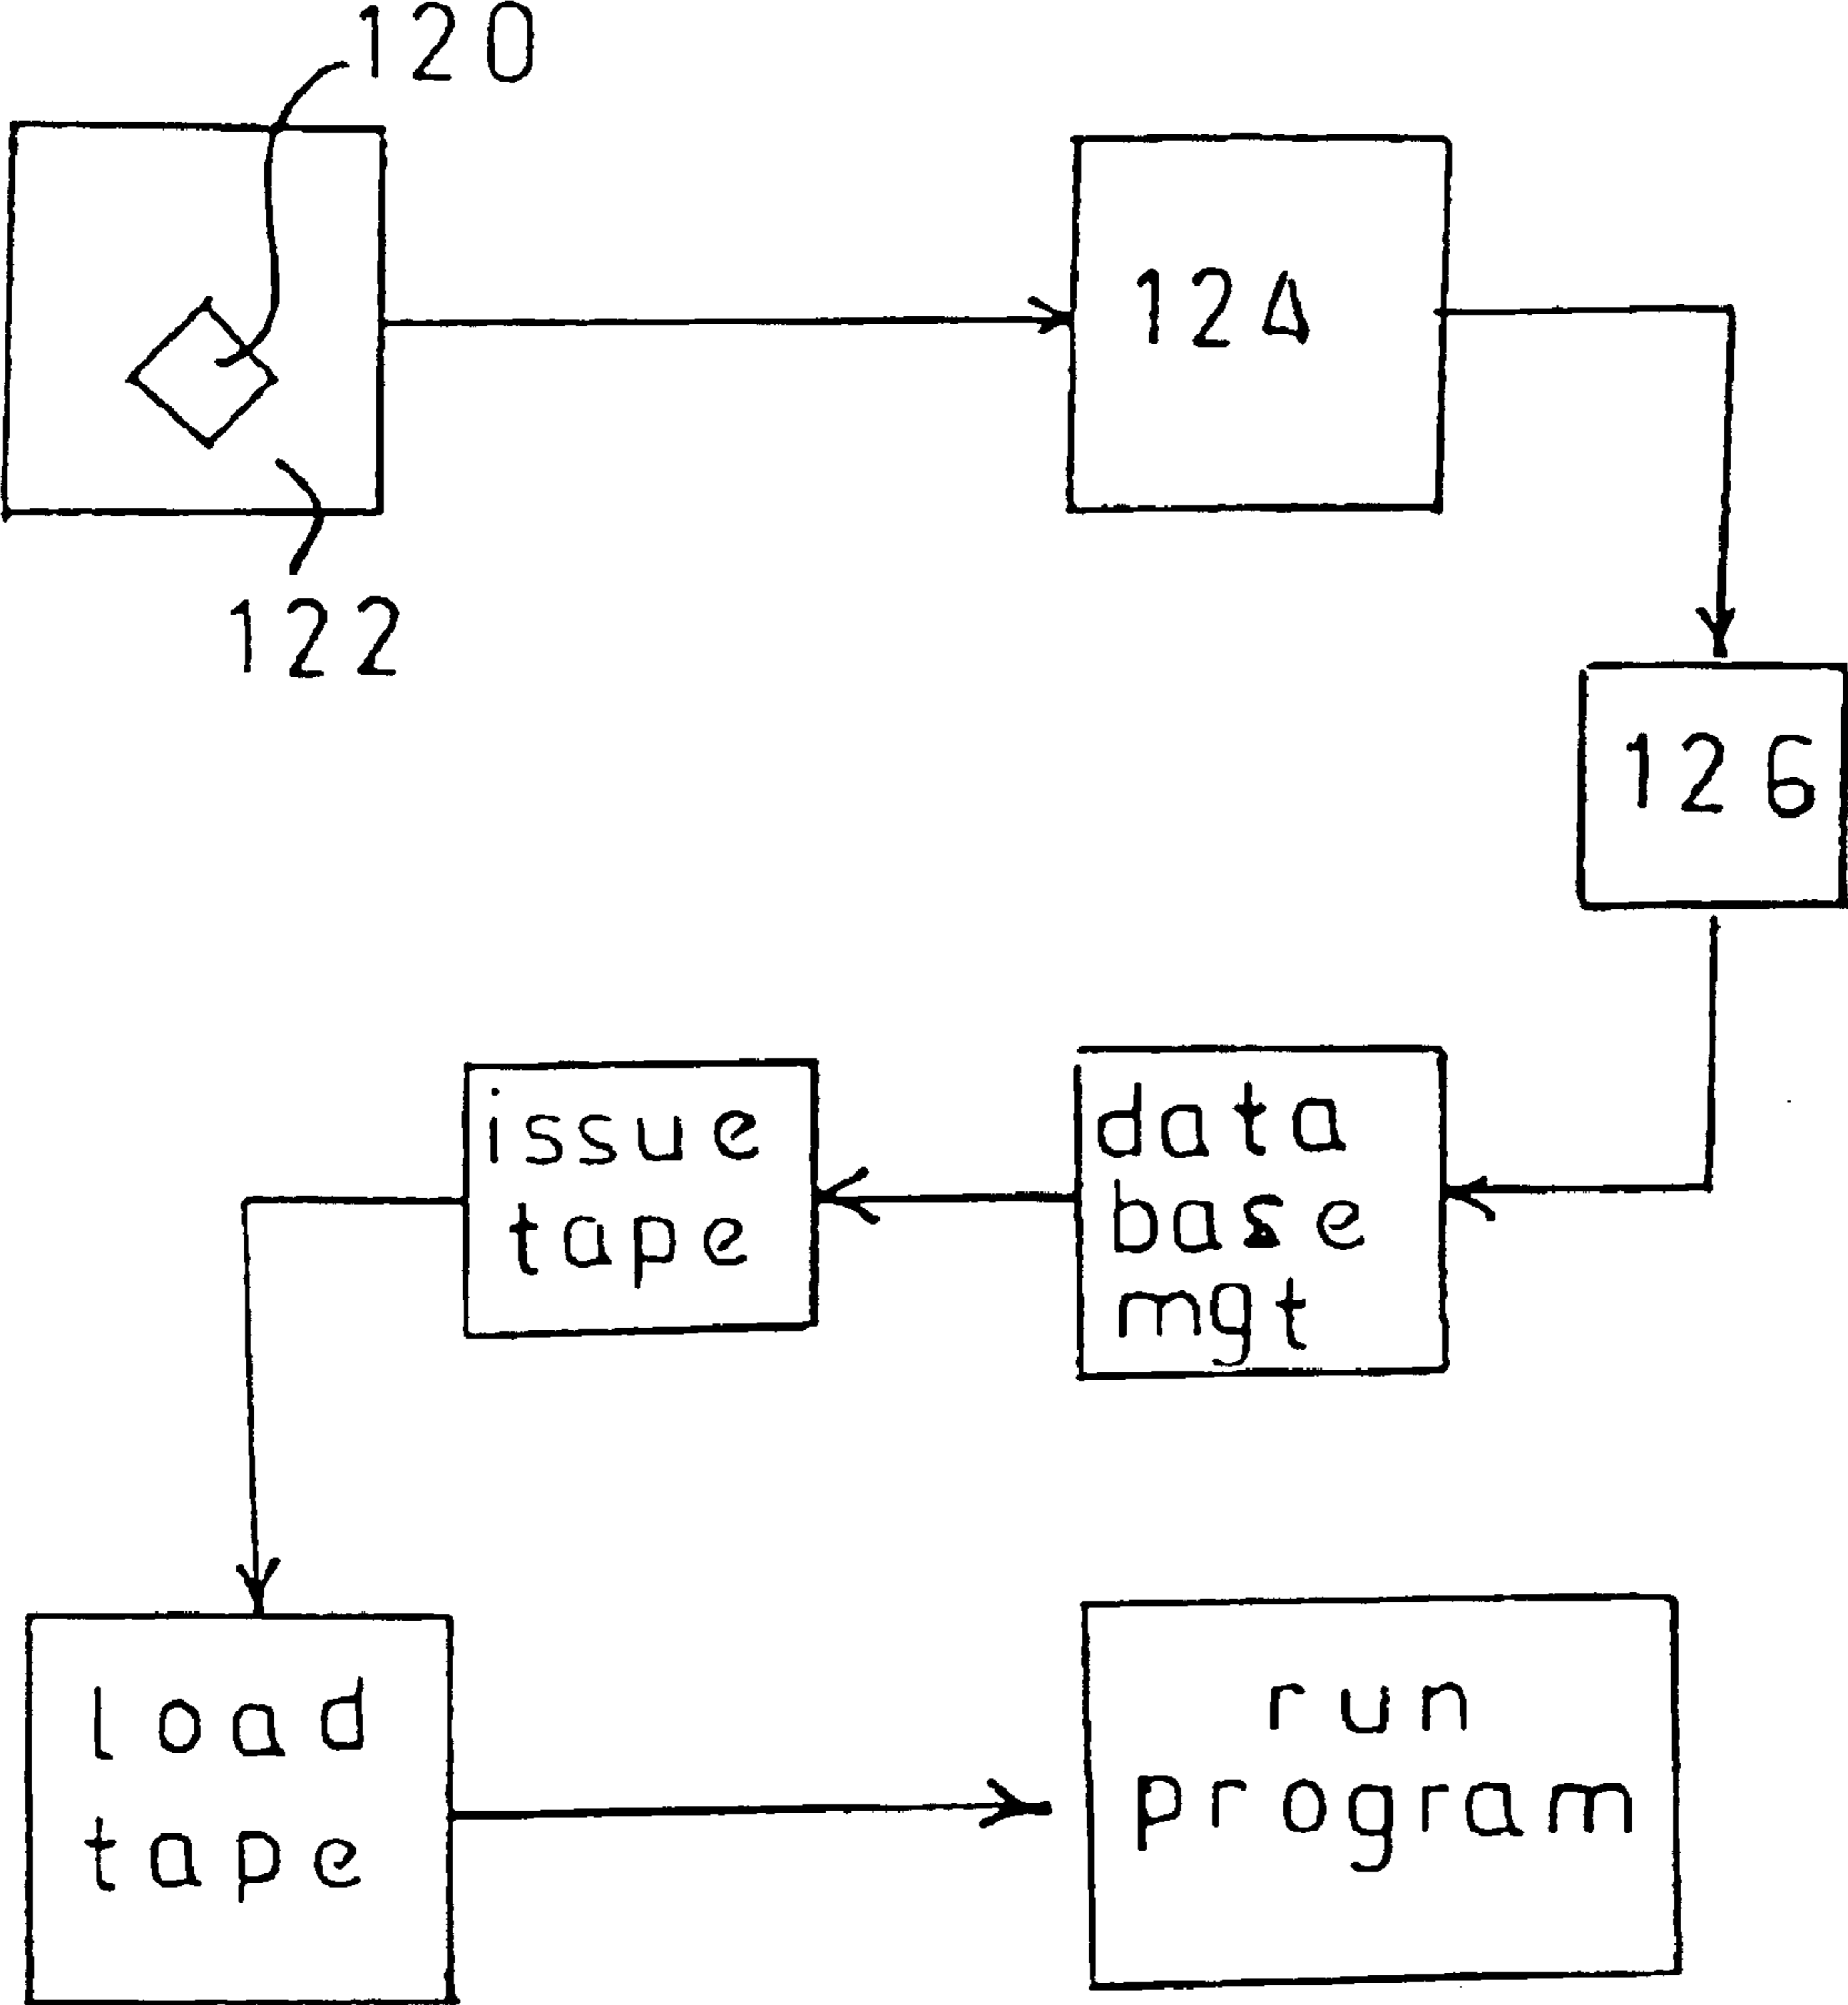 120
124
122
126
issue
tape
data
base
mgt
load
tape
run
program